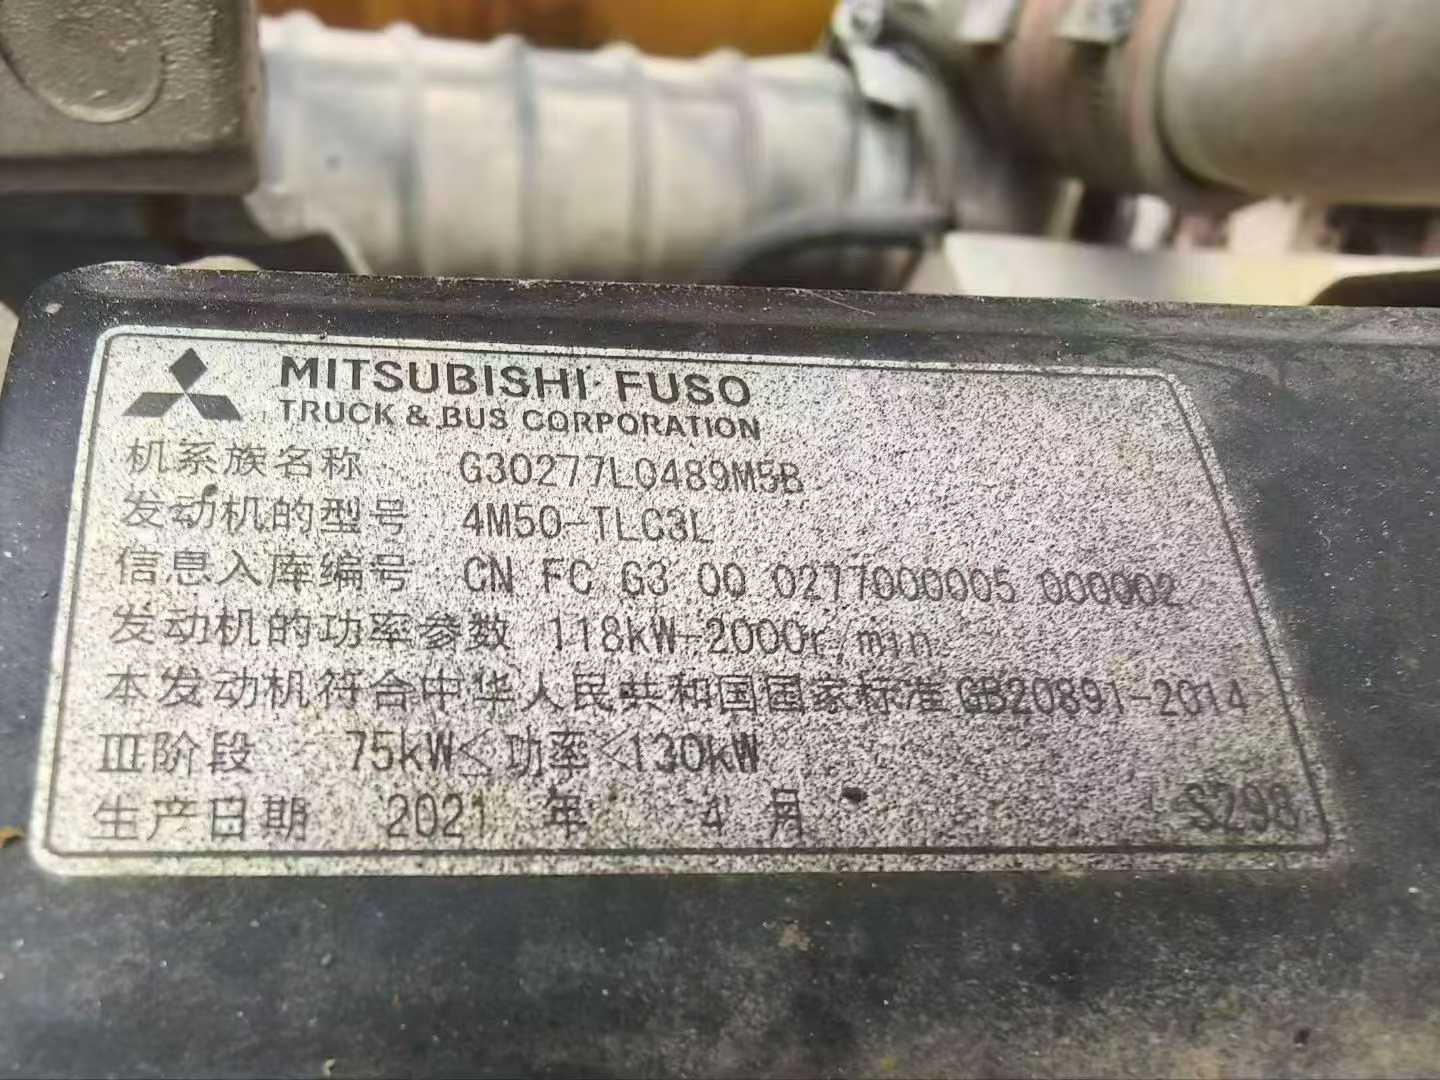 MITSUBISHI FUSO
TRUCK & BUS CORPORATION
机系族名称 G30277L0489M5B
发动机的型号 4M50-TLC3L
信息入库编号 CN FC G3 00 0277000005 000002
发动机的功率参数 118kW-2000r/min
本发动机符合中华人民共和国国家标准GB20891-2014
III阶段 75kW≤功率<130kW
生产日期 2021 年 4 月 S298